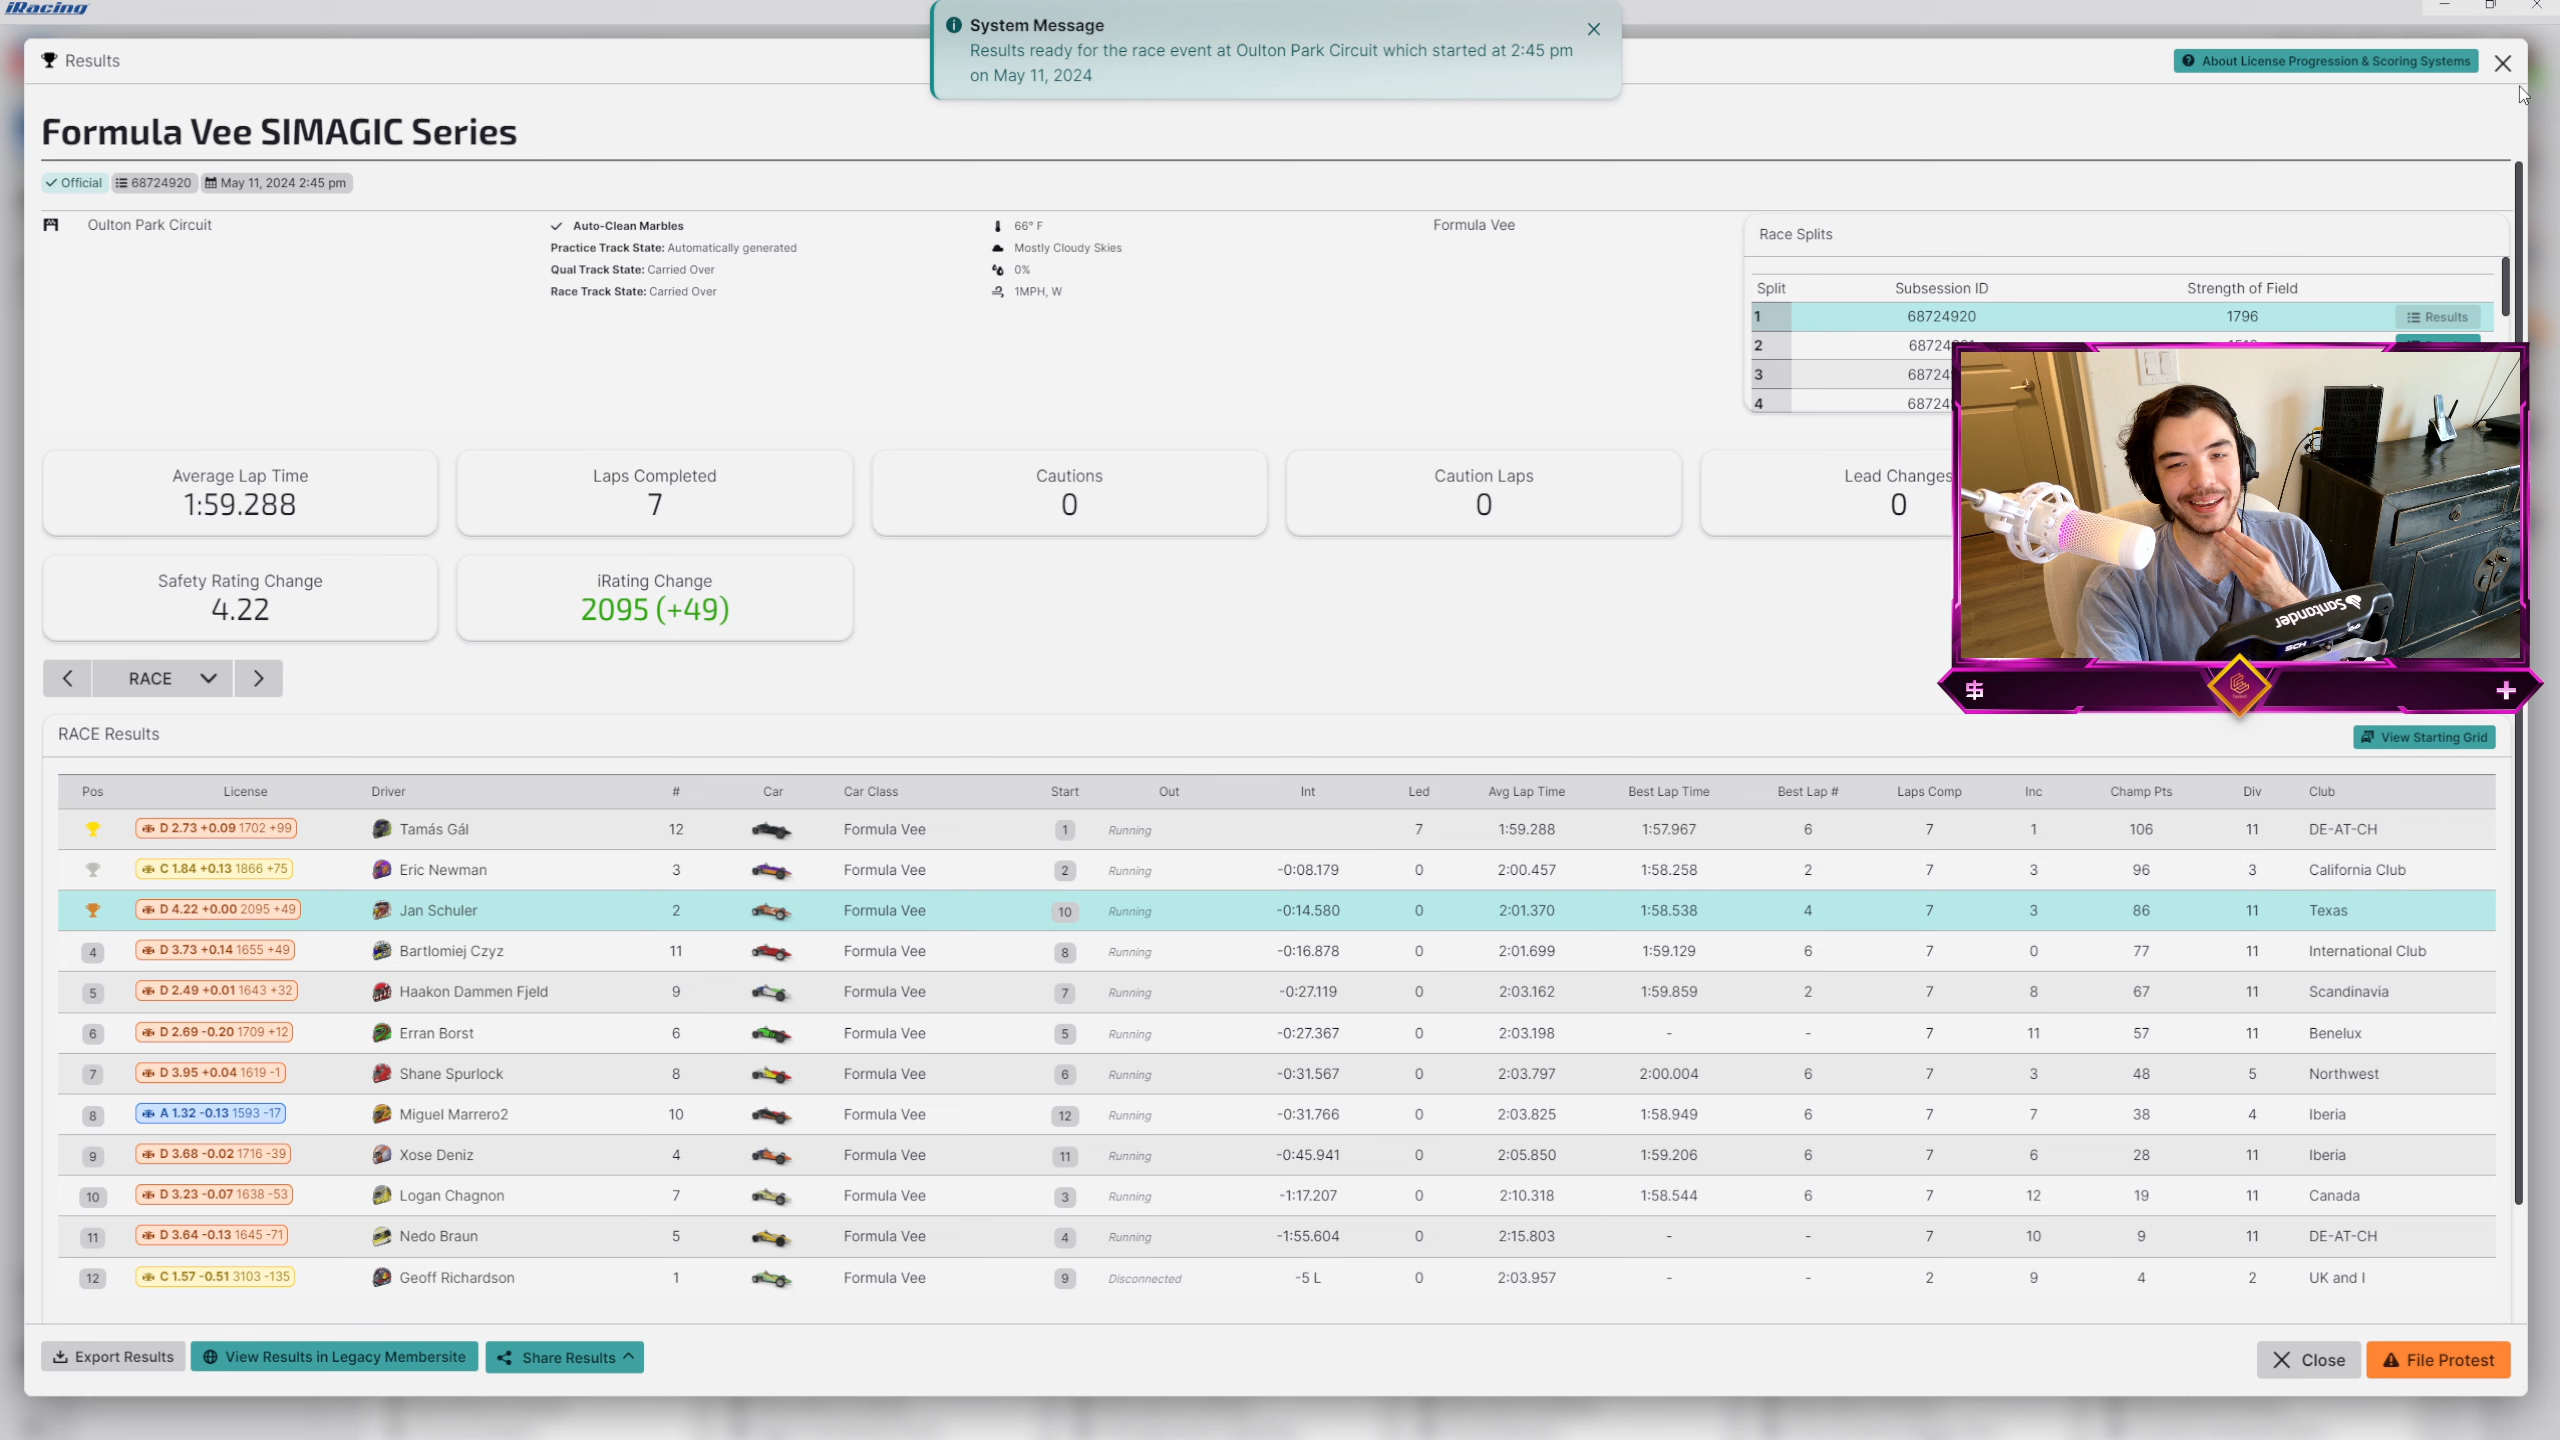 iRacing
System Message
Results ready for the race event at Oulton Park Circuit which started at 2:45 pm
on May 11, 2024
Results
About License Progression & Scoring Systems
Formula Vee SIMAGIC Series
Official 68724920 May 11, 2024 2:45 pm
Oulton Park Circuit
Auto-Clean Marbles
Practice Track State: Automatically generated
Qual Track State: Carried Over
Race Track State: Carried Over
66° F
Mostly Cloudy Skies
0%
1MPH, W
Formula Vee
Race Splits
Split Subsession ID Strength of Field
1 68724920 1796 Results
2 68724
3 68724
4 68724
Average Lap Time
1:59.288
Laps Completed
7
Cautions
0
Caution Laps
0
Lead Changes
0
Safety Rating Change
4.22
iRating Change
2095 (+49)
Santander
RACE
RACE Results
View Starting Grid
Pos License Driver # Car Car Class Start Out Int Led Avg Lap Time Best Lap Time Best Lap # Laps Comp Inc Champ Pts Div Club
D 2.73 +0.09 1702 +99 Tamás Gál 12 Formula Vee 1 Running 7 1:59.288 1:57.967 6 7 1 106 11 DE-AT-CH
C 1.84 +0.13 1866 +75 Eric Newman 3 Formula Vee 2 Running -0:08.179 0 2:00.457 1:58.258 2 7 3 96 3 California Club
D 4.22 +0.00 2095 +49 Jan Schuler 2 Formula Vee 10 Running -0:14.580 0 2:01.370 1:58.538 4 7 3 86 11 Texas
4 D 3.73 +0.14 1655 +49 Bartlomiej Czyz 11 Formula Vee 8 Running -0:16.878 0 2:01.699 1:59.129 6 7 0 77 11 International Club
5 D 2.49 +0.01 1643 +32 Haakon Dammen Fjeld 9 Formula Vee 7 Running -0:27.119 0 2:03.162 1:59.859 2 7 8 67 11 Scandinavia
6 D 2.69 -0.20 1709 +12 Erran Borst 6 Formula Vee 5 Running -0:27.367 0 2:03.198 - - 7 11 57 11 Benelux
7 D 3.95 +0.04 1619 -1 Shane Spurlock 8 Formula Vee 6 Running -0:31.567 0 2:03.797 2:00.004 6 7 3 48 5 Northwest
8 A 1.32 -0.13 1593 -17 Miguel Marrero2 10 Formula Vee 12 Running -0:31.766 0 2:03.825 1:58.949 6 7 7 38 4 Iberia
9 D 3.68 -0.02 1716 -39 Xose Deniz 4 Formula Vee 11 Running -0:45.941 0 2:05.850 1:59.206 6 7 6 28 11 Iberia
10 D 3.23 -0.07 1638 -53 Logan Chagnon 7 Formula Vee 3 Running -1:17.207 0 2:10.318 1:58.544 6 7 12 19 11 Canada
11 D 3.64 -0.13 1645 -71 Nedo Braun 5 Formula Vee 4 Running -1:55.604 0 2:15.803 - - 7 10 9 11 DE-AT-CH
12 C 1.57 -0.51 3103 -135 Geoff Richardson 1 Formula Vee 9 Disconnected -5 L 0 2:03.957 - - 2 9 4 2 UK and I
Export Results View Results in Legacy Membersite Share Results
Close File Protest